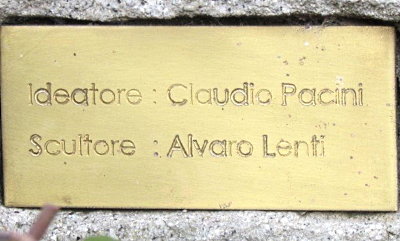 Ideatore : Claudio Pacini
Scultore : Alvaro Lenti